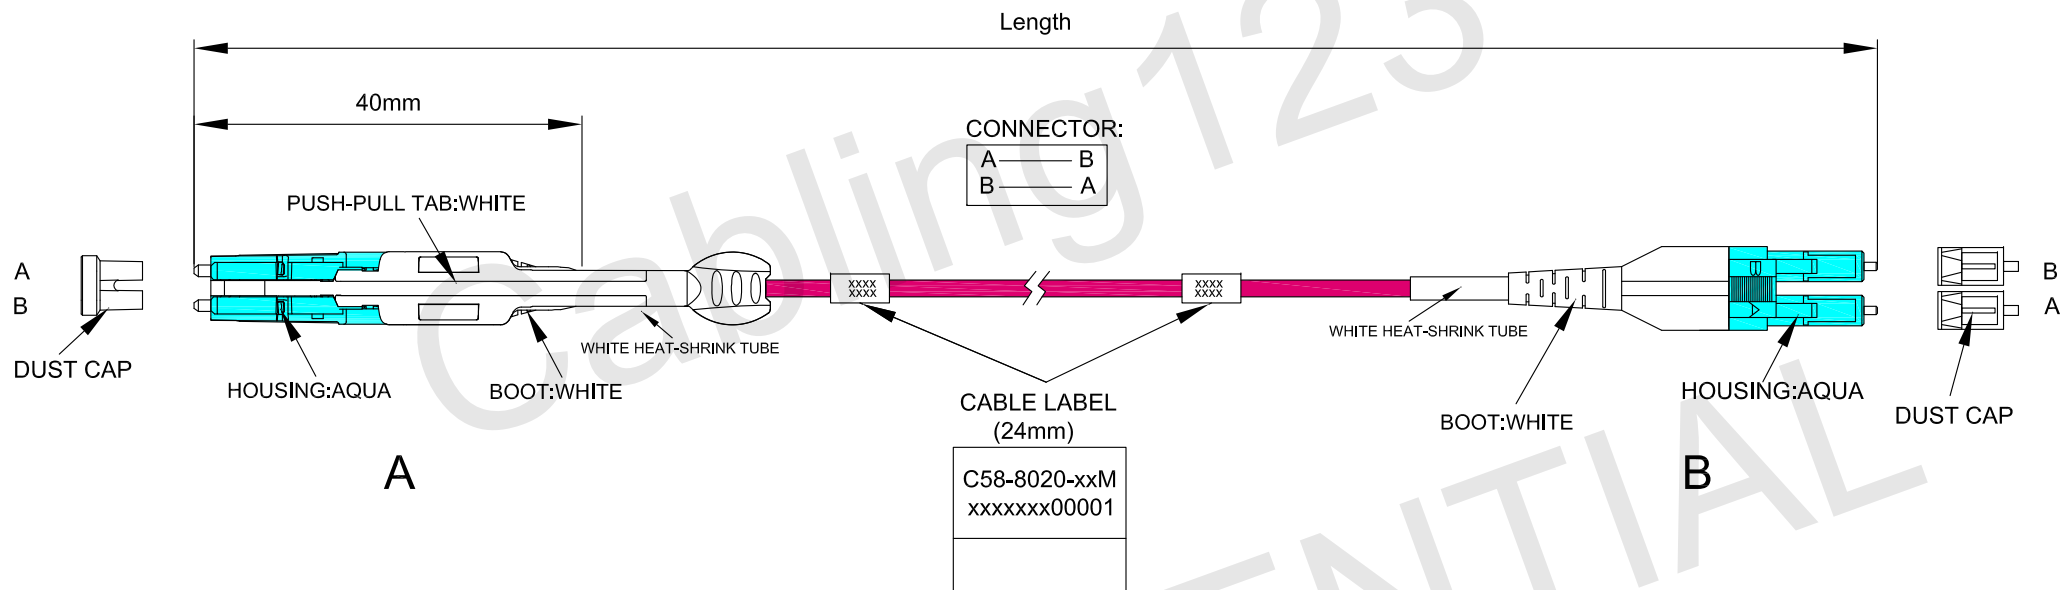 Length
40mm
CONNECTOR:
A B
B A
PUSH-PULL TAB:WHITE
A
B
DUST CAP
HOUSING:AQUA
BOOT:WHITE
WHITE HEAT-SHRINK TUBE
XXXX
XXXX
XXXX
XXXX
CABLE LABEL
(24mm)
C58-8020-xxM
xxxxxxx00001
WHITE HEAT-SHRINK TUBE
BOOT:WHITE
B
A
HOUSING:AQUA
B
A
DUST CAP
A
B
Cabling123
ENTIAL